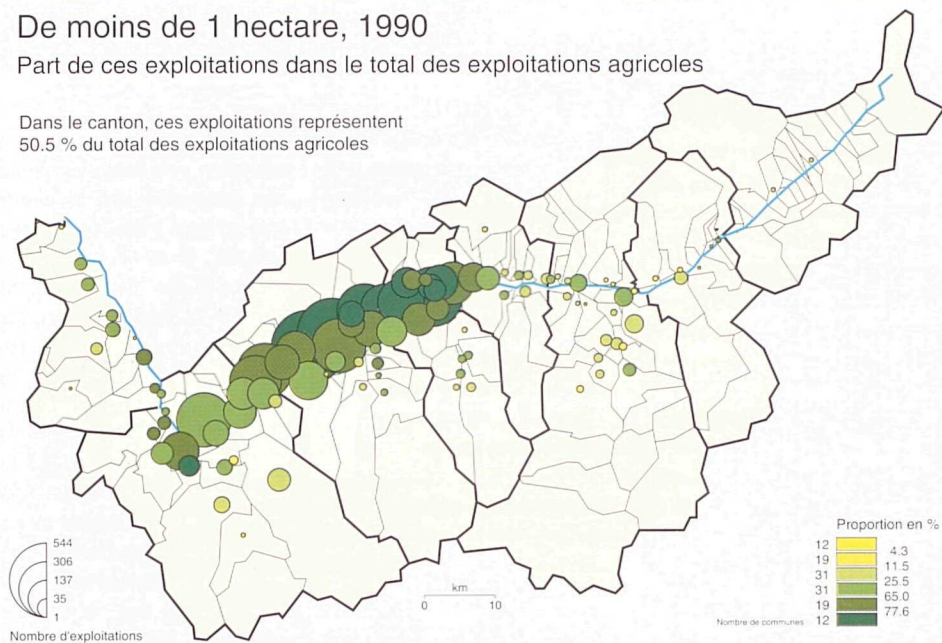 De moins de 1 hectare, 1990
Part de ces exploitations dans le total des exploitations agricoles
Dans le canton, ces exploitations représentent
50.5 % du total des exploitations agricoles
544
306
137
35
1
Nombre d'exploitations
km
0 10
Proportion en %
12
4.3
19
11.5
31
25.5
31
65.0
19
77.6
12
Nombre de communes